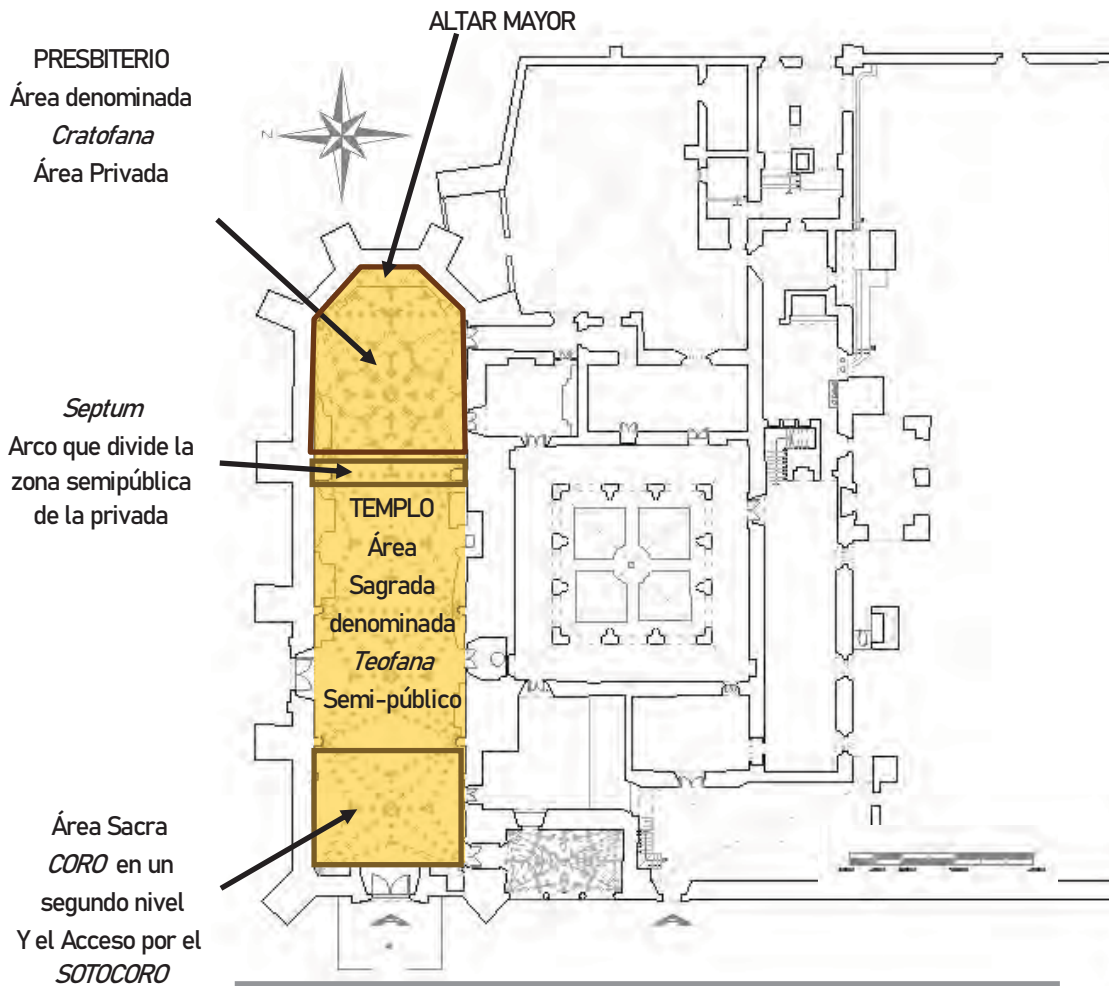 ALTAR MAYOR
PRESBITERIO
Área denominada
Cratofana
Área Privada
N
Septum
Arco que divide la
zona semipública
de la privada
TEMPLO
Área
Sagrada
denominada
Teofana
Semi-público
Área Sacra
CORO en un
segundo nivel
Y el Acceso por el
SOTOCORO